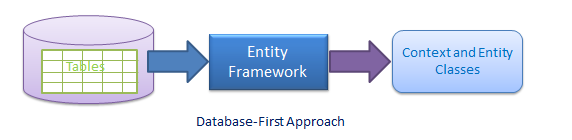 Tables
Entity
Framework
Context and Entity
Classes
Database-First Approach